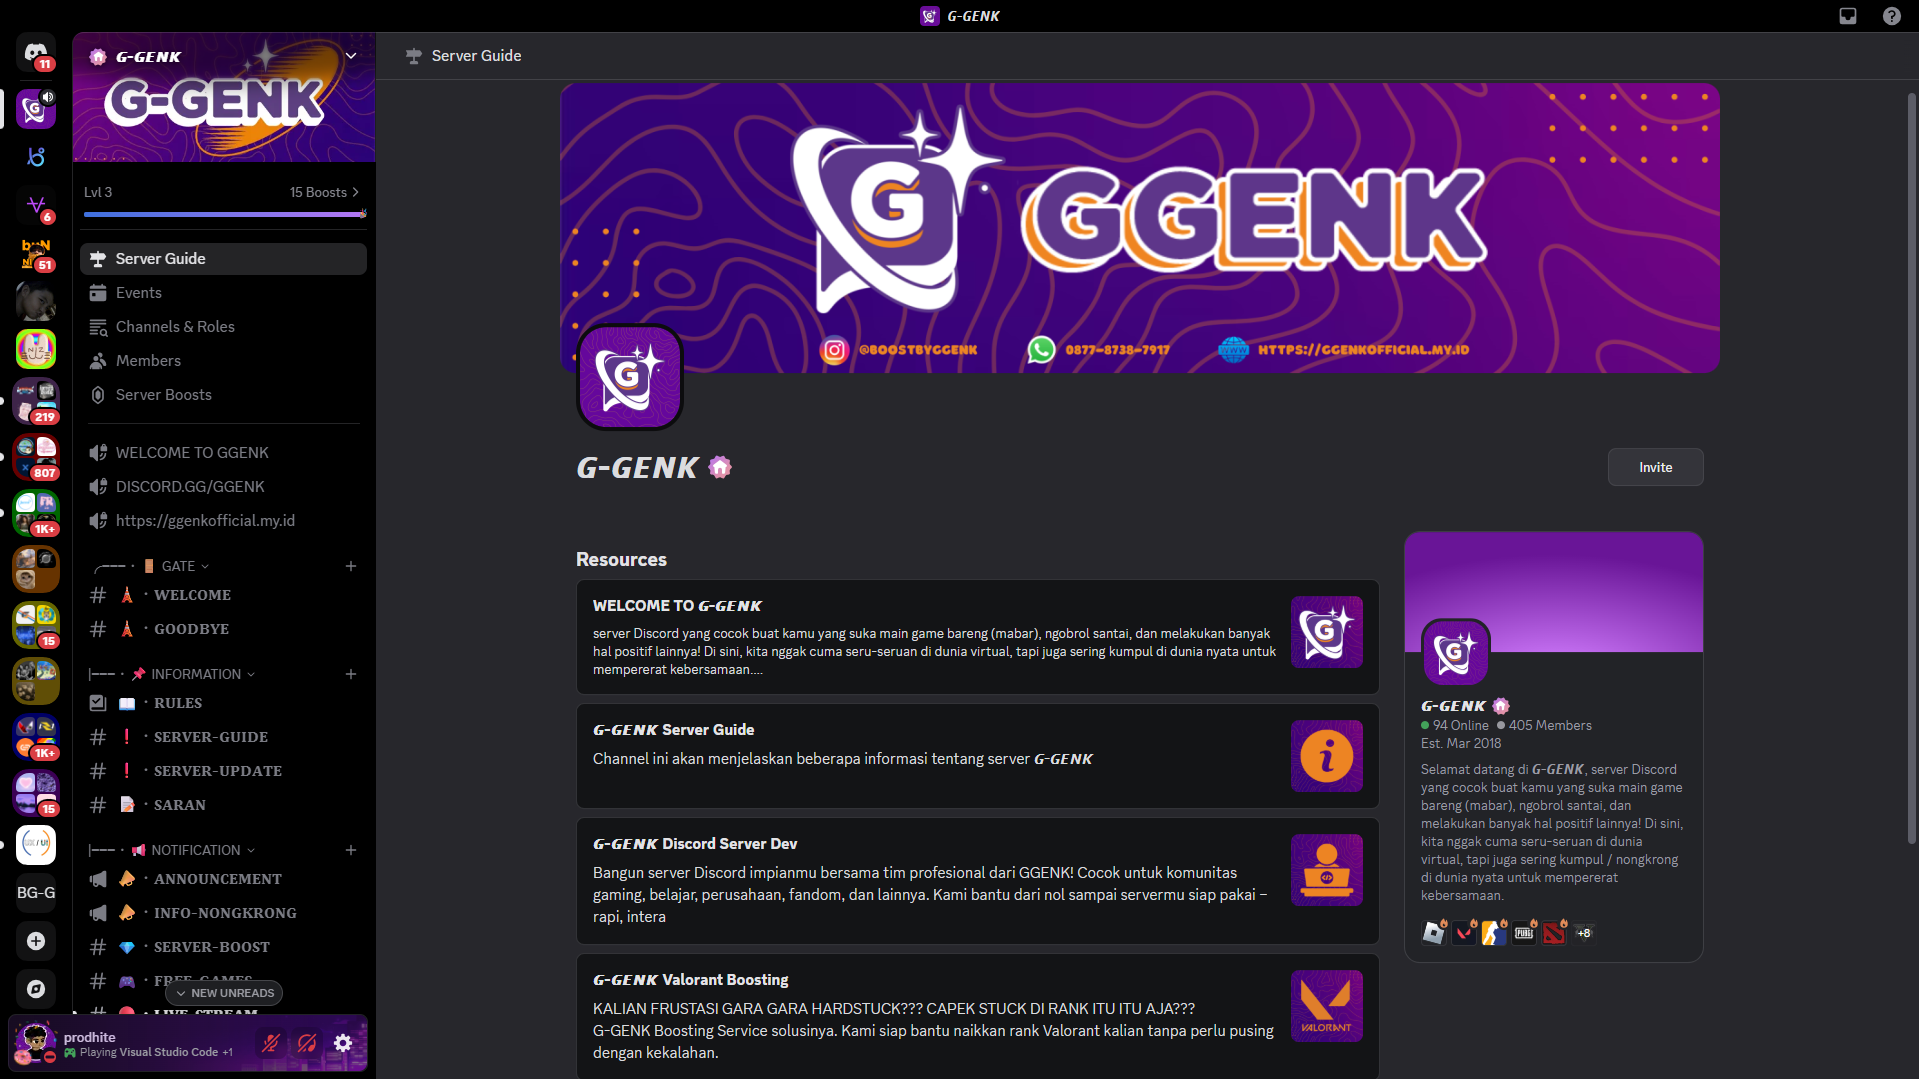 G-GENK
11
6
51
219
807
1K+
15
1K+
15
UX / UI
BG-G
G-GENK
G-GENK
Lvl 3
15 Boosts
Server Guide
Events
Channels & Roles
Members
Server Boosts
WELCOME TO GGENK
DISCORD.GG/GGENK
https://ggenkofficial.my.id
GATE
WELCOME
GOODBYE
INFORMATION
RULES
SERVER-GUIDE
SERVER-UPDATE
SARAN
NOTIFICATION
ANNOUNCEMENT
INFO-NONGKRONG
SERVER-BOOST
FREE-GAMES
NEW UNREADS
LIVE-STREAM
prodhite
Playing Visual Studio Code +1
Server Guide
G
GGENK
@BOOSTBYGGENK
0877-8738-7917
WWW
HTTPS://GGENKOFFICIAL.MY.ID
G
G-GENK
Invite
Resources
WELCOME TO G-GENK
server Discord yang cocok buat kamu yang suka main game bareng (mabar), ngobrol santai, dan melakukan banyak
hal positif lainnya! Di sini, kita nggak cuma seru-seruan di dunia virtual, tapi juga sering kumpul di dunia nyata untuk
mempererat kebersamaan....
G-GENK Server Guide
Channel ini akan menjelaskan beberapa informasi tentang server G-GENK
G-GENK Discord Server Dev
Bangun server Discord impianmu bersama tim profesional dari GGENK! Cocok untuk komunitas
gaming, belajar, perusahaan, fandom, dan lainnya. Kami bantu dari nol sampai servermu siap pakai –
rapi, intera
G-GENK Valorant Boosting
KALIAN FRUSTASI GARA GARA HARDSTUCK??? CAPEK STUCK DI RANK ITU ITU AJA???
G-GENK Boosting Service solusinya. Kami siap bantu naikkan rank Valorant kalian tanpa perlu pusing
dengan kekalahan.
VALORANT
G
G-GENK
94 Online
405 Members
Est. Mar 2018
Selamat datang di G-GENK, server Discord
yang cocok buat kamu yang suka main game
bareng (mabar), ngobrol santai, dan
melakukan banyak hal positif lainnya! Di sini,
kita nggak cuma seru-seruan di dunia
virtual, tapi juga sering kumpul / nongkrong
di dunia nyata untuk mempererat
kebersamaan.
PUBG
+8